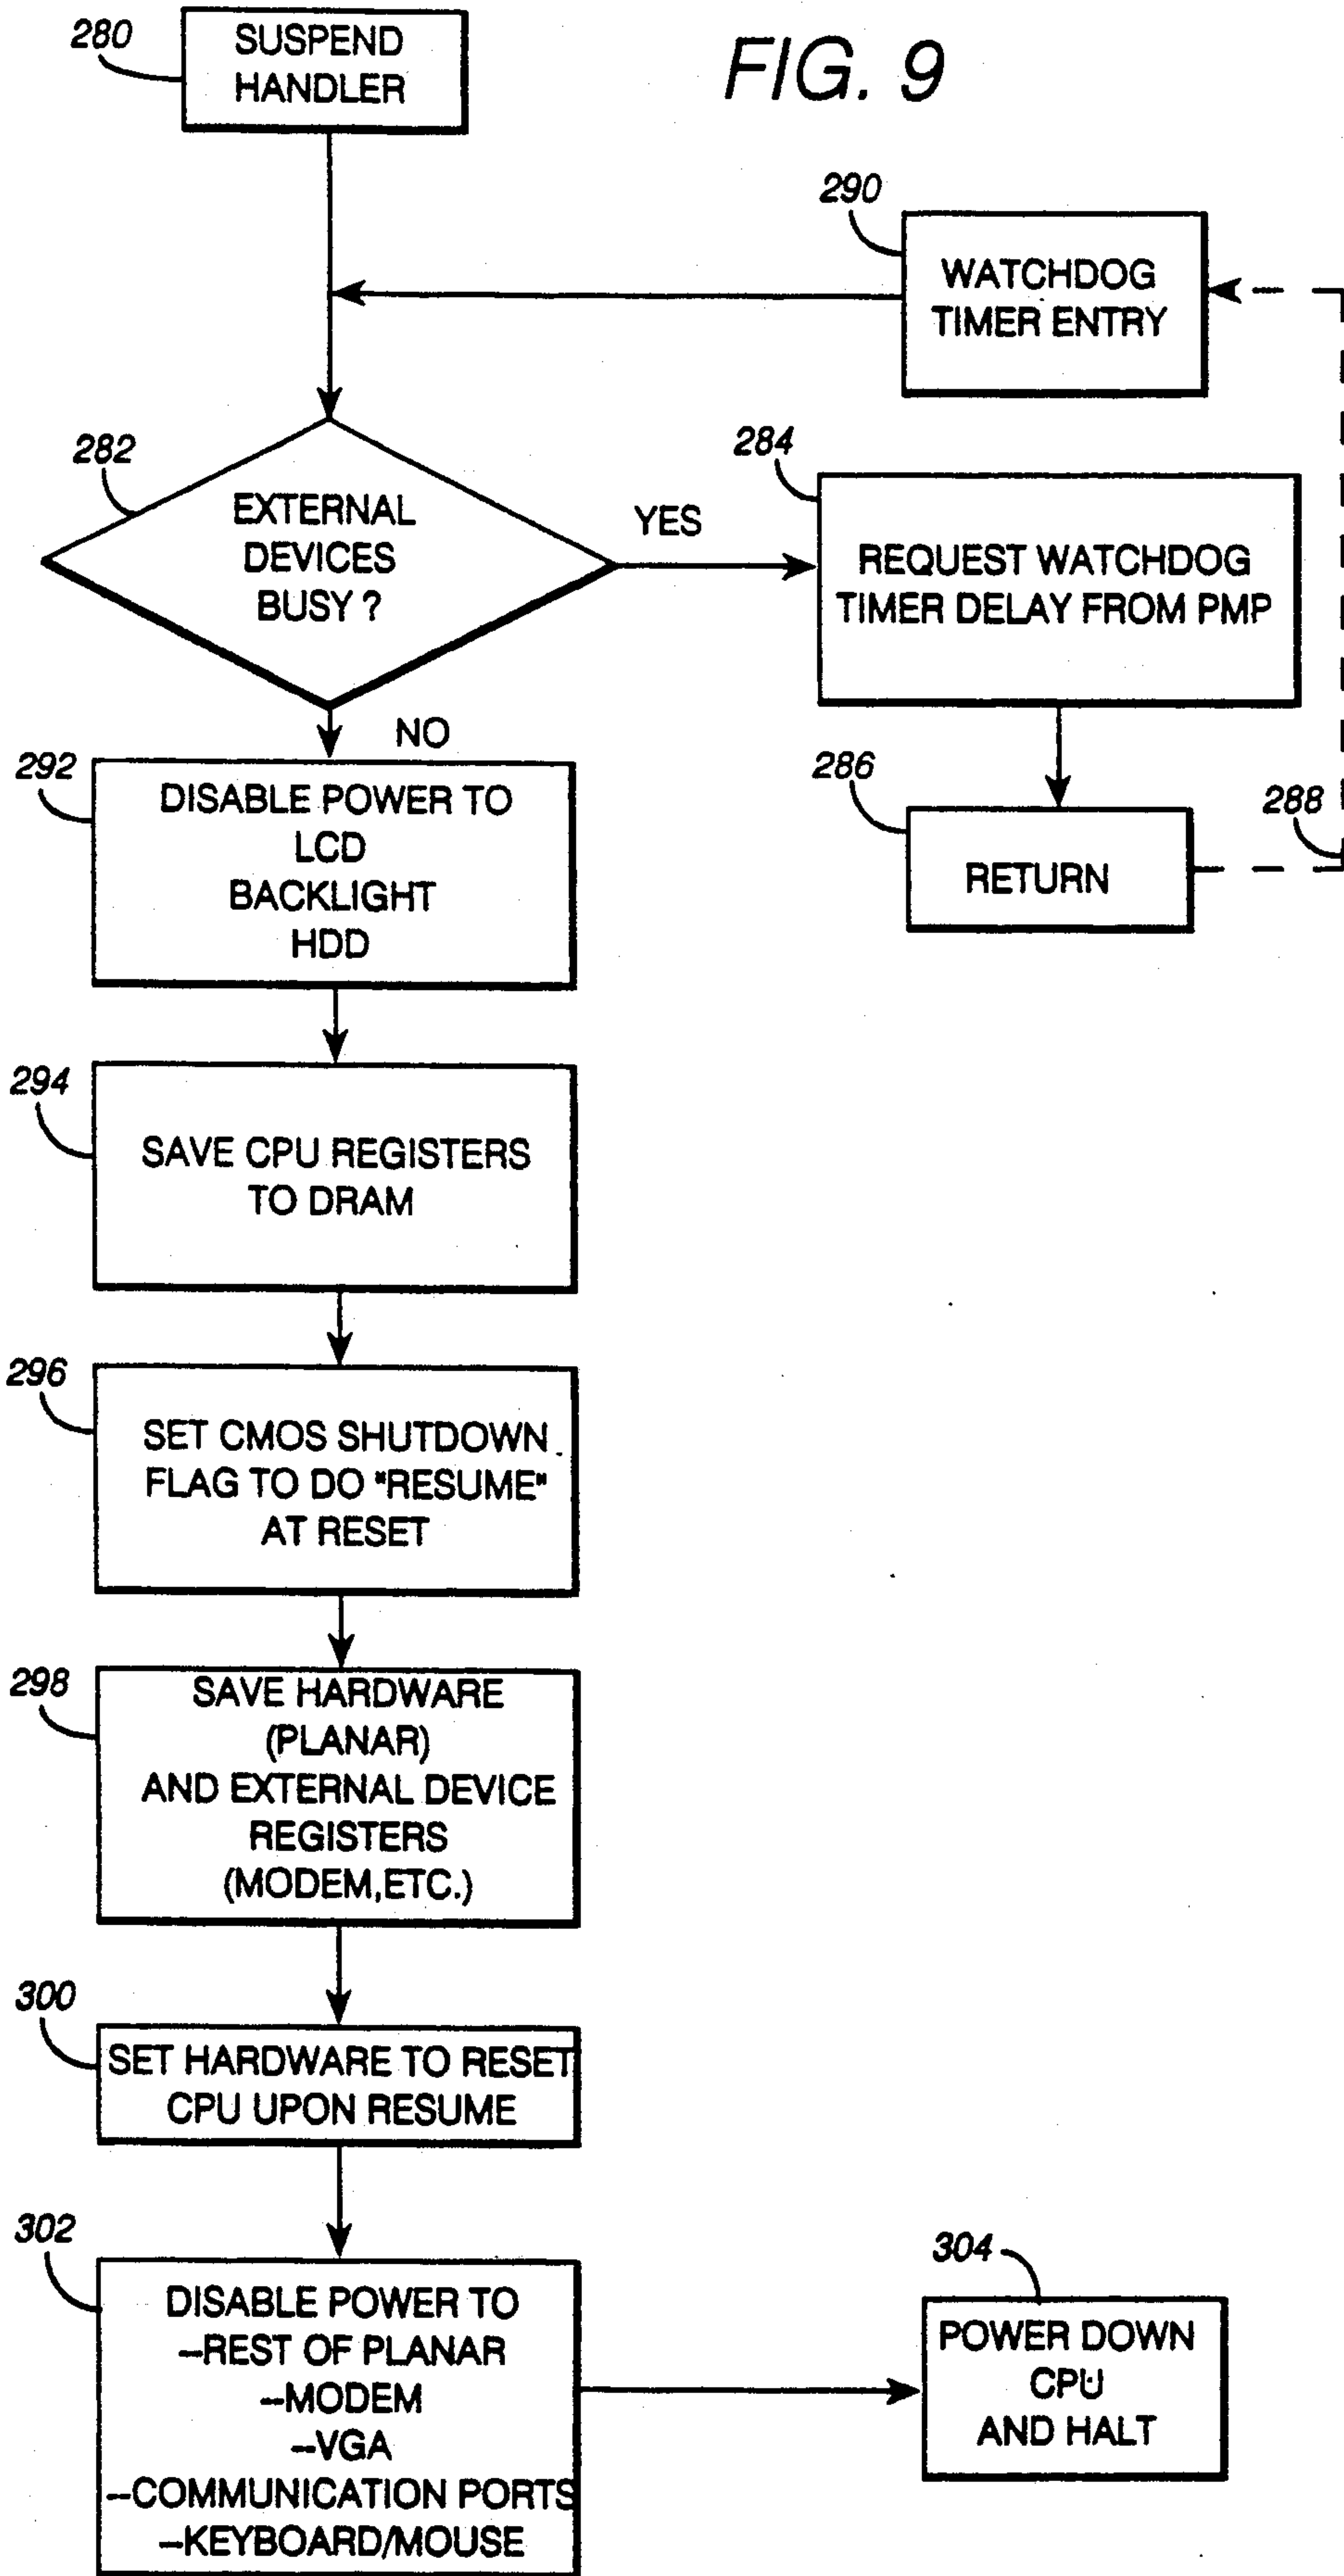 FIG. 9
280
SUSPEND
HANDLER
290
WATCHDOG
TIMER ENTRY
282
EXTERNAL
DEVICES
BUSY ?
YES
284
REQUEST WATCHDOG
TIMER DELAY FROM PMP
NO
286
RETURN
288
292
DISABLE POWER TO
LCD
BACKLIGHT
HDD
294
SAVE CPU REGISTERS
TO DRAM
296
SET CMOS SHUTDOWN
FLAG TO DO "RESUME"
AT RESET
298
SAVE HARDWARE
(PLANAR)
AND EXTERNAL DEVICE
REGISTERS
(MODEM,ETC.)
300
SET HARDWARE TO RESET
CPU UPON RESUME
302
DISABLE POWER TO
--REST OF PLANAR
--MODEM
--VGA
--COMMUNICATION PORTS
--KEYBOARD/MOUSE
304
POWER DOWN
CPU
AND HALT